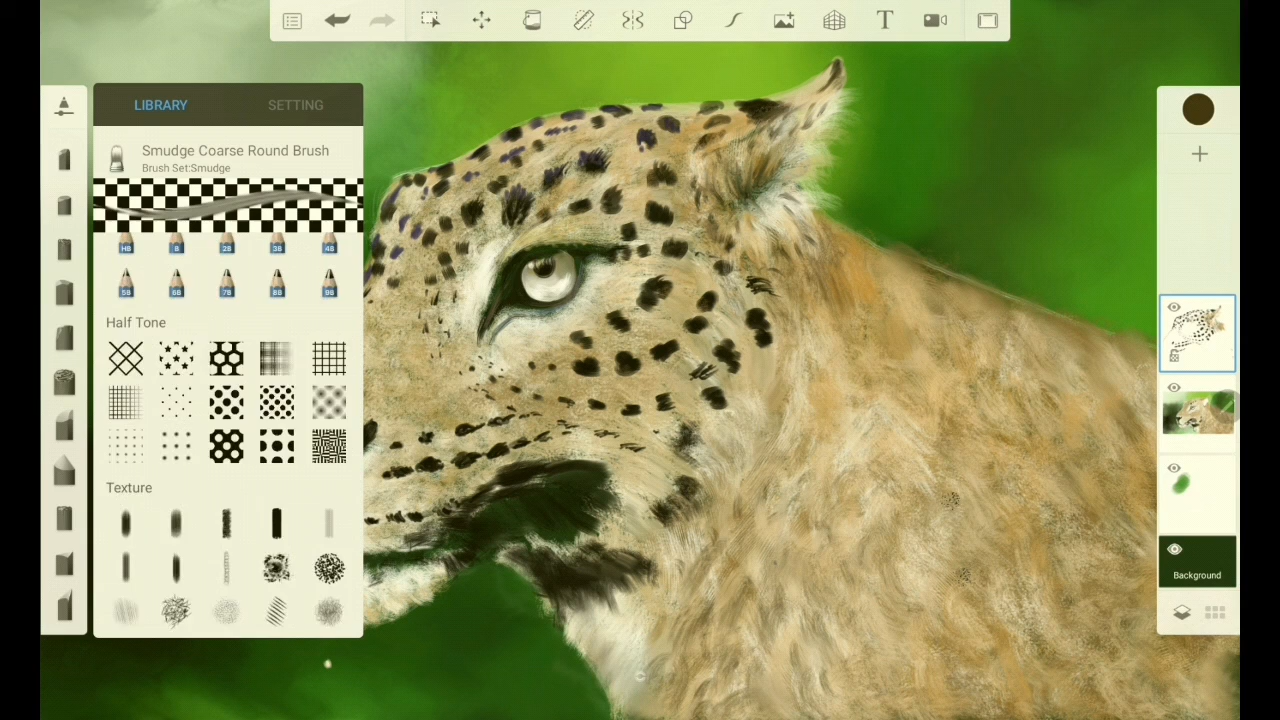 T
LIBRARY SETTING
Smudge Coarse Round Brush
Brush Set:Smudge
HB B 2B 3B 4B
5B 6B 7B 8B 9B
Half Tone
Texture
Background